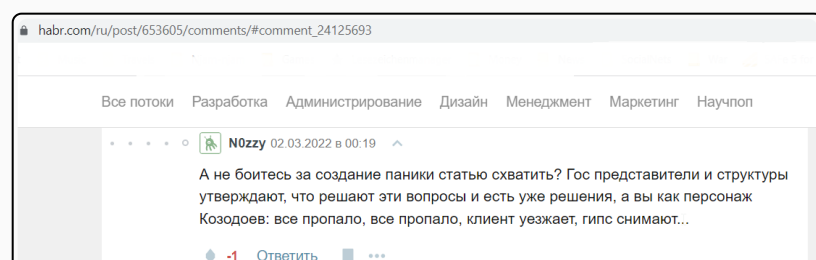 habr.com/ru/post/653605/comments/#comment_24125693
Все потоки Разработка Администрирование Дизайн Менеджмент Маркетинг Научпоп
N0zzy 02.03.2022 в 00:19
А не боитесь за создание паники статью схватить? Гос представители и структуры
утверждают, что решают эти вопросы и есть уже решения, а вы как персонаж
Козодоев: все пропало, все пропало, клиент уезжает, гипс снимают...
-1 Ответить